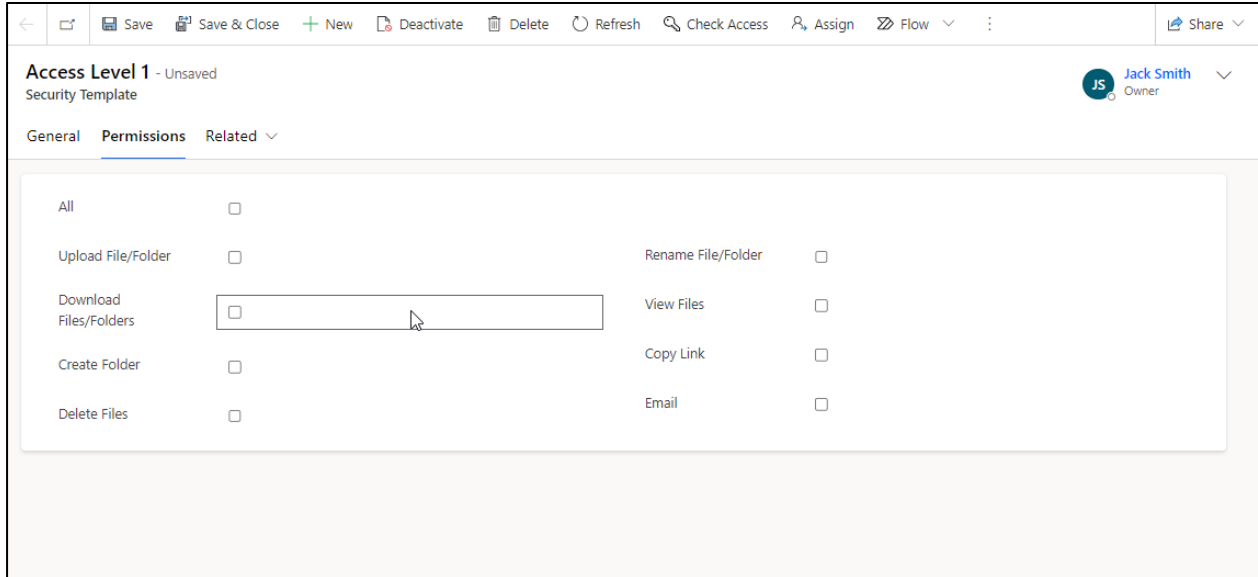 Save Save & Close New Deactivate Delete Refresh Check Access Assign Flow Share
Access Level 1 - Unsaved
Security Template
JS
Jack Smith
Owner
General Permissions Related
All
Upload File/Folder
Download
Files/Folders
Create Folder
Delete Files
Rename File/Folder
View Files
Copy Link
Email